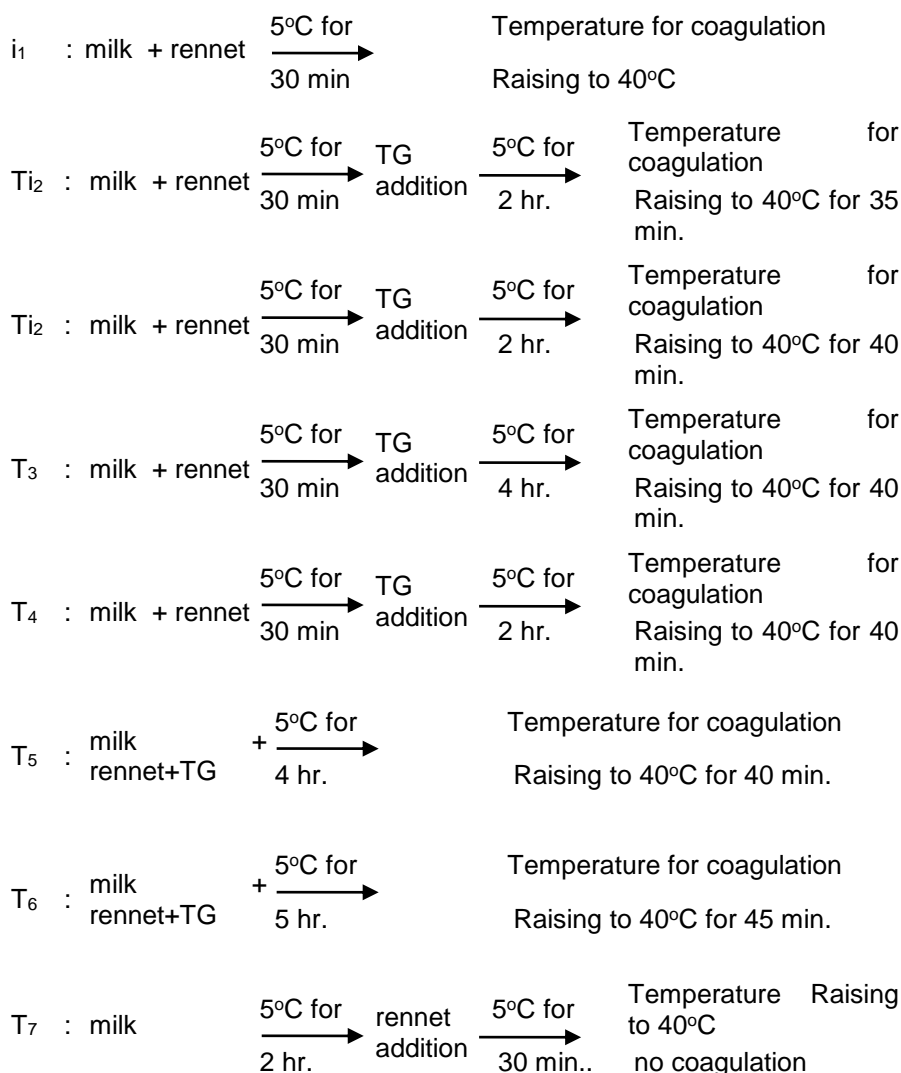 i₁ : milk + rennet 5ᵒC for 30 min Temperature for coagulation
Raising to 40ᵒC
Ti₂ : milk + rennet 5ᵒC for 30 min TG addition 5ᵒC for 2 hr. Temperature for coagulation
Raising to 40ᵒC for 35 min.
Ti₂ : milk + rennet 5ᵒC for 30 min TG addition 5ᵒC for 2 hr. Temperature for coagulation
Raising to 40ᵒC for 40 min.
T₃ : milk + rennet 5ᵒC for 30 min TG addition 5ᵒC for 4 hr. Temperature for coagulation
Raising to 40ᵒC for 40 min.
T₄ : milk + rennet 5ᵒC for 30 min TG addition 5ᵒC for 2 hr. Temperature for coagulation
Raising to 40ᵒC for 40 min.
T₅ : milk + rennet+TG 5ᵒC for 4 hr. Temperature for coagulation
Raising to 40ᵒC for 40 min.
T₆ : milk + rennet+TG 5ᵒC for 5 hr. Temperature for coagulation
Raising to 40ᵒC for 45 min.
T₇ : milk 5ᵒC for 2 hr. rennet addition 5ᵒC for 30 min.. Temperature Raising to 40ᵒC
no coagulation